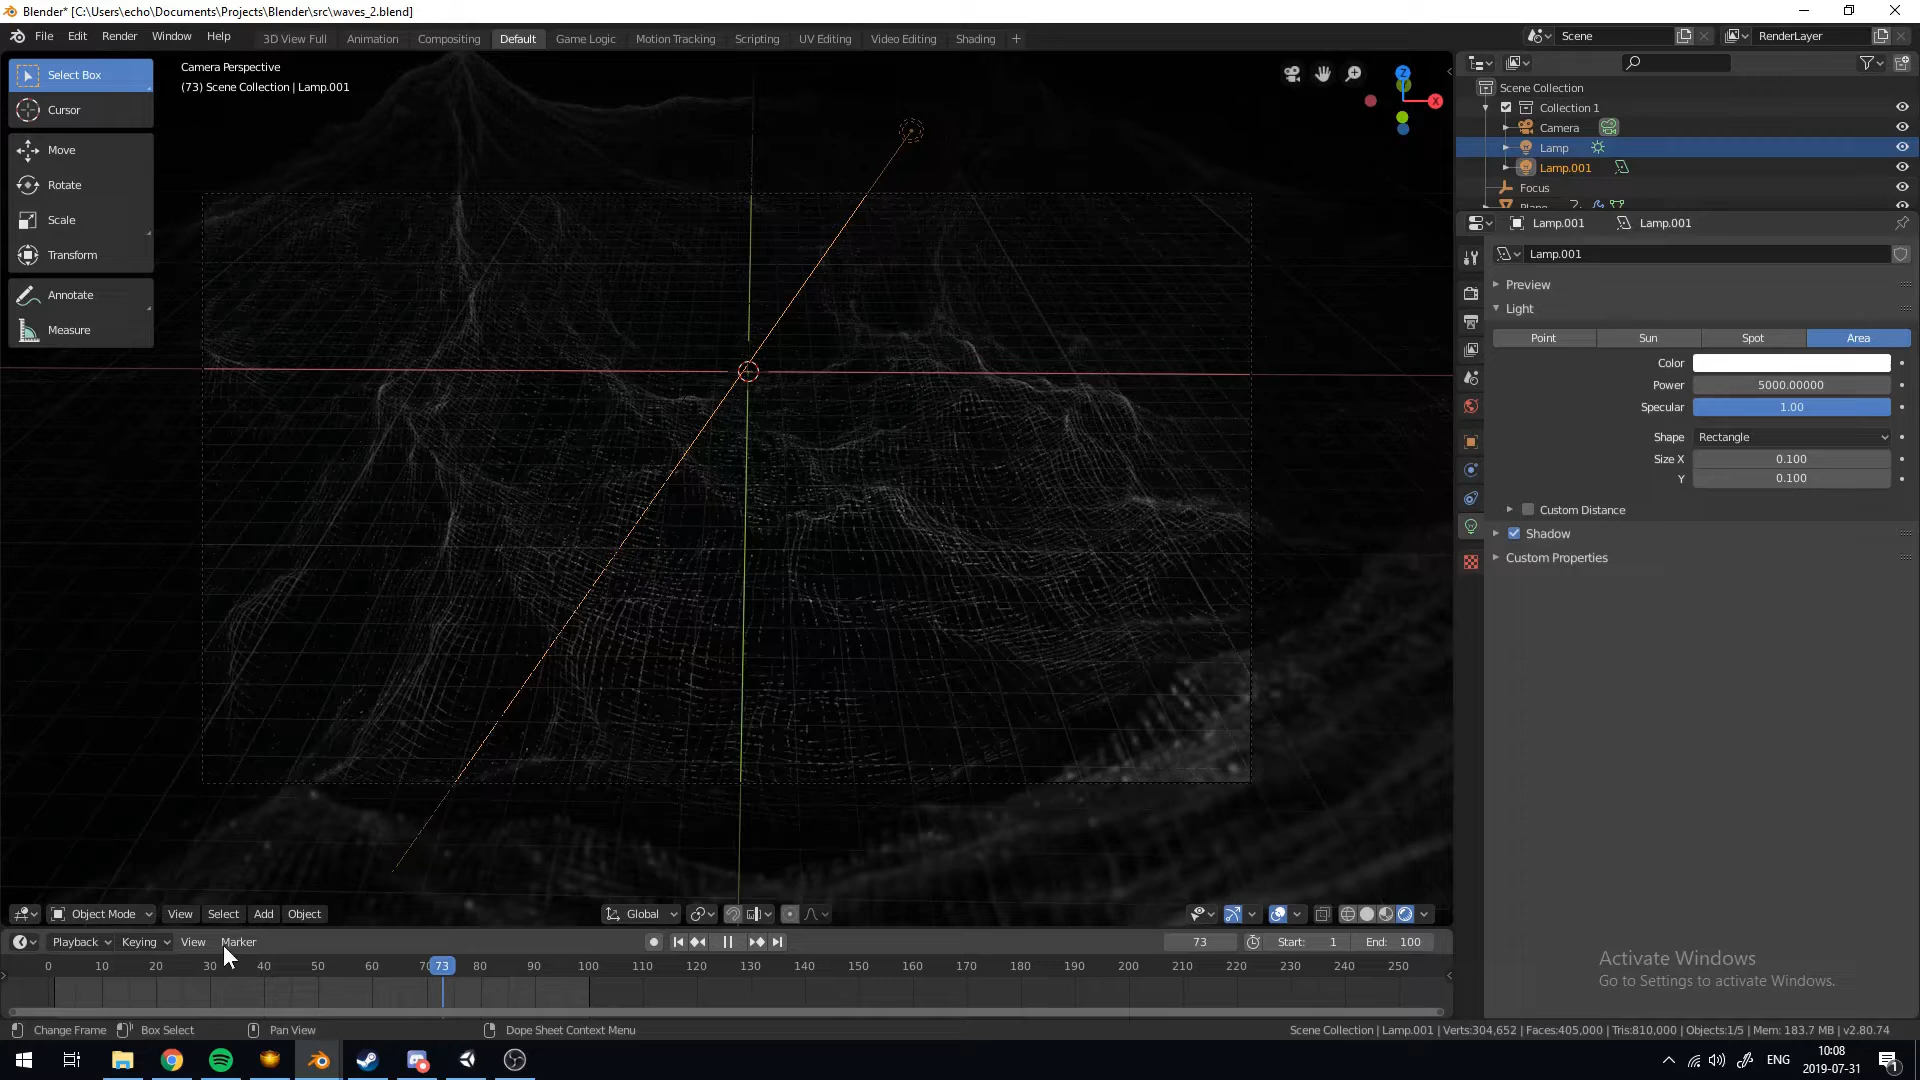 Blender* [C:\Users\echo\Documents\Projects\Blender\src\waves_2.blend]
File Edit Render Window Help
3D View Full Animation Compositing Default Game Logic Motion Tracking Scripting UV Editing Video Editing Shading +
Scene
RenderLayer
Select Box
Cursor
Move
Rotate
Scale
Transform
Annotate
Measure
Camera Perspective
(73) Scene Collection | Lamp.001
Z
X
Scene Collection
Collection 1
Camera
Lamp
Lamp.001
Focus
Plane
Lamp.001 Lamp.001
Lamp.001
Preview
Light
Point Sun Spot Area
Color
Power 5000.00000
Specular 1.00
Shape Rectangle
Size X 0.100
Y 0.100
Custom Distance
Shadow
Custom Properties
Object Mode View Select Add Object
Global
Playback Keying View Marker
73 Start: 1 End: 100
0 10 20 30 40 50 60 70 73 80 90 100 110 120 130 140 150 160 170 180 190 200 210 220 230 240 250
Activate Windows
Go to Settings to activate Windows.
Change Frame Box Select Pan View Dope Sheet Context Menu
Scene Collection | Lamp.001 | Verts:304,652 | Faces:405,000 | Tris:810,000 | Objects:1/5 | Mem: 183.7 MB | v2.80.74
ENG
10:08
2019-07-31
1